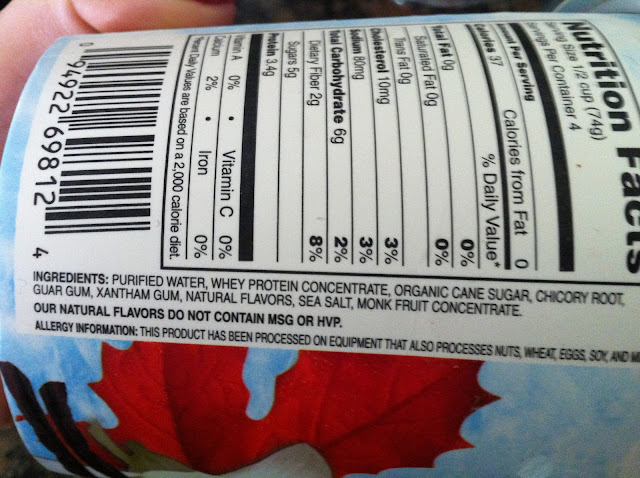 Nutrition Facts
Serving Size 1/2 cup (74g)
Servings Per Container 4
Amount Per Serving
Calories 37 Calories from Fat 0
% Daily Value*
Total Fat 0g 0%
Saturated Fat 0g 0%
Trans Fat 0g
Cholesterol 10mg 3%
Sodium 80mg 3%
Total Carbohydrate 6g 2%
Dietary Fiber 2g 8%
Sugars 5g
Protein 3.4g
Vitamin A 0% • Vitamin C 0%
Calcium 2% • Iron 0%
Percent Daily Values are based on a 2,000 calorie diet.
0 94922 69812 4
INGREDIENTS: PURIFIED WATER, WHEY PROTEIN CONCENTRATE, ORGANIC CANE SUGAR, CHICORY ROOT,
GUAR GUM, XANTHAM GUM, NATURAL FLAVORS, SEA SALT, MONK FRUIT CONCENTRATE.
OUR NATURAL FLAVORS DO NOT CONTAIN MSG OR HVP.
ALLERGY INFORMATION: THIS PRODUCT HAS BEEN PROCESSED ON EQUIPMENT THAT ALSO PROCESSES NUTS, WHEAT, EGGS, SOY, AND